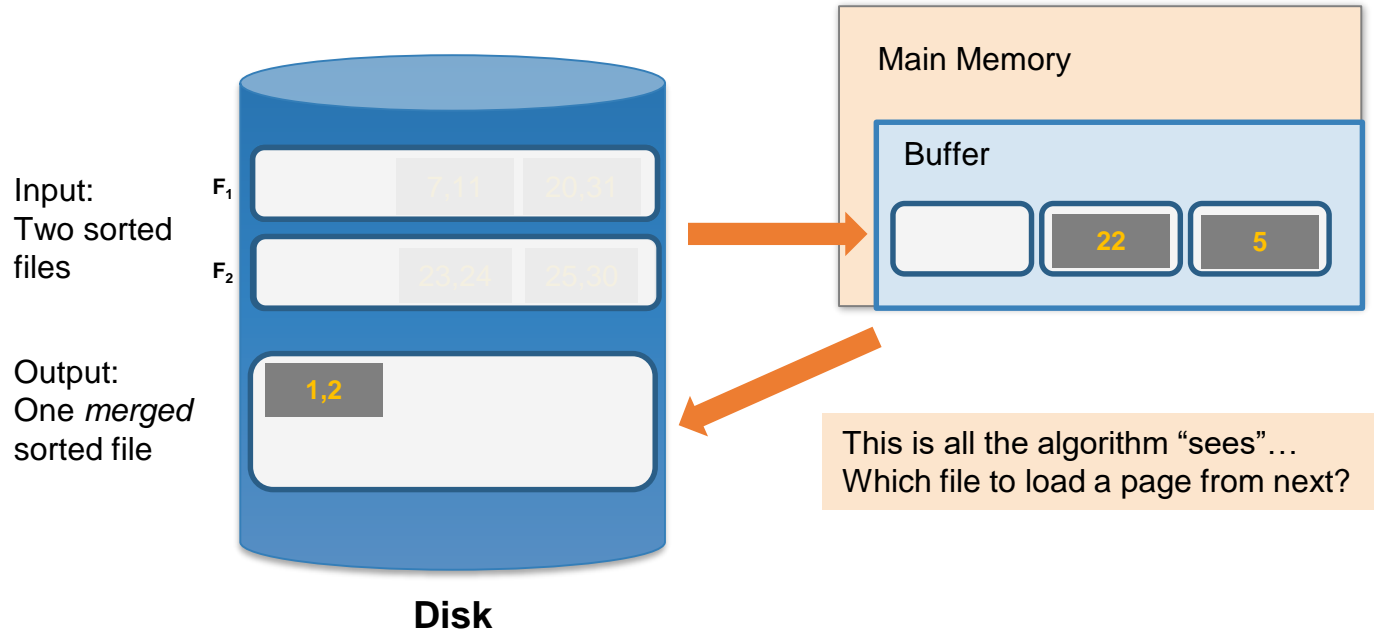 Main Memory
Buffer
22 5
Input:
Two sorted
files
F₁
7,11 20,31
F₂
23,24 25,30
Output:
One merged
sorted file
1,2
This is all the algorithm “sees”…
Which file to load a page from next?
Disk